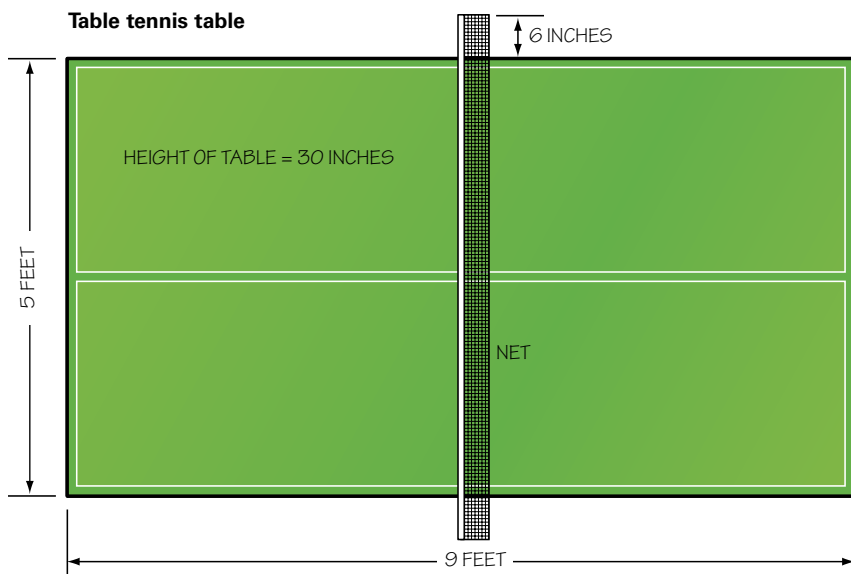 Table tennis table
6 INCHES
HEIGHT OF TABLE = 30 INCHES
5 FEET
NET
9 FEET